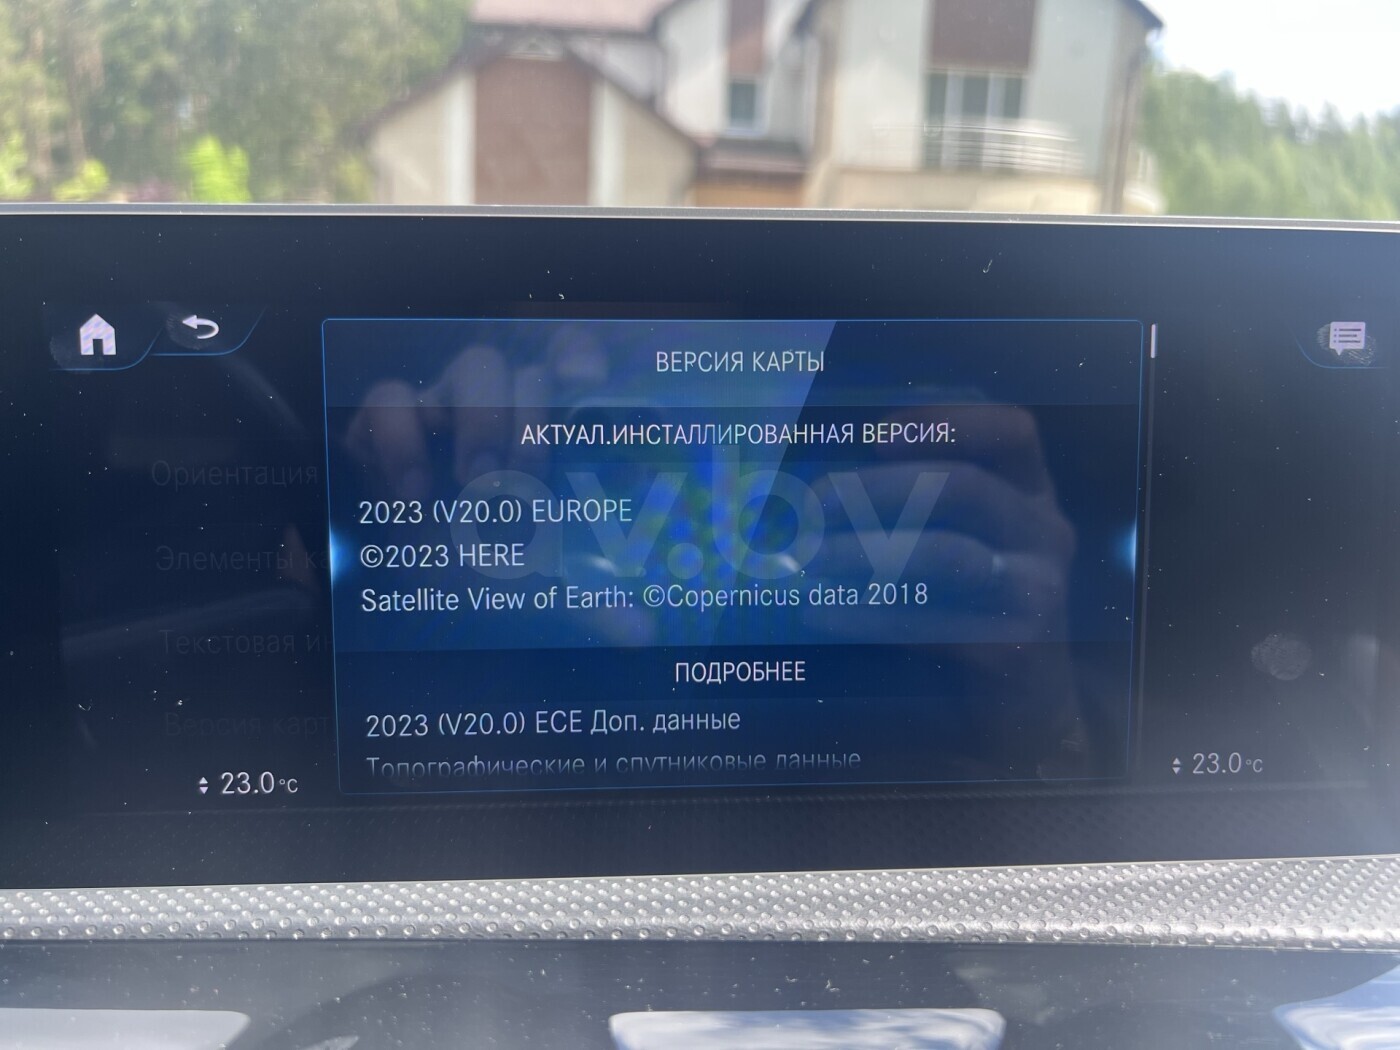 ВЕРСИЯ КАРТЫ
АКТУАЛ.ИНСТАЛЛИРОВАННАЯ ВЕРСИЯ:
Ориентация
2023 (V20.0) EUROPE
Элементы
©2023 HERE
av.by
Satellite View of Earth: ©Copernicus data 2018
Текстовая
ПОДРОБНЕЕ
Версия
2023 (V20.0) ECE Доп. данные
Топографические и спутниковые данные
23.0°C
23.0°C